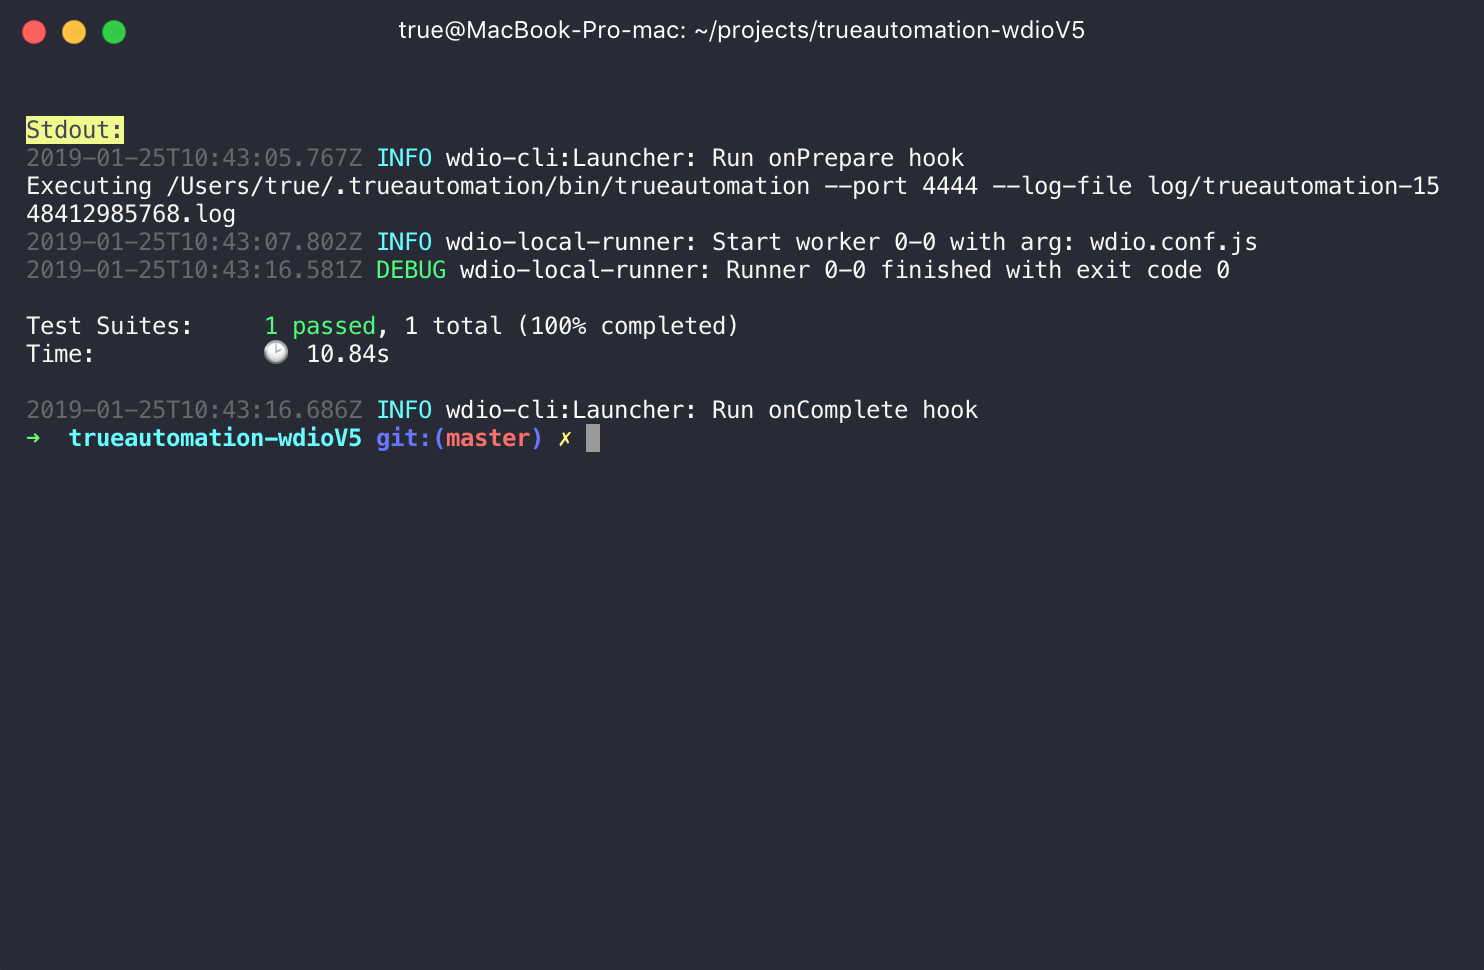 true@MacBook-Pro-mac: ~/projects/trueautomation-wdioV5
Stdout:
2019-01-25T10:43:05.767Z INFO wdio-cli:Launcher: Run onPrepare hook
Executing /Users/true/.trueautomation/bin/trueautomation --port 4444 --log-file log/trueautomation-15
48412985768.log
2019-01-25T10:43:07.802Z INFO wdio-local-runner: Start worker 0-0 with arg: wdio.conf.js
2019-01-25T10:43:16.581Z DEBUG wdio-local-runner: Runner 0-0 finished with exit code 0
Test Suites: 1 passed, 1 total (100% completed)
Time: 🕑 10.84s
2019-01-25T10:43:16.686Z INFO wdio-cli:Launcher: Run onComplete hook
➜ trueautomation-wdioV5 git:(master) ✗